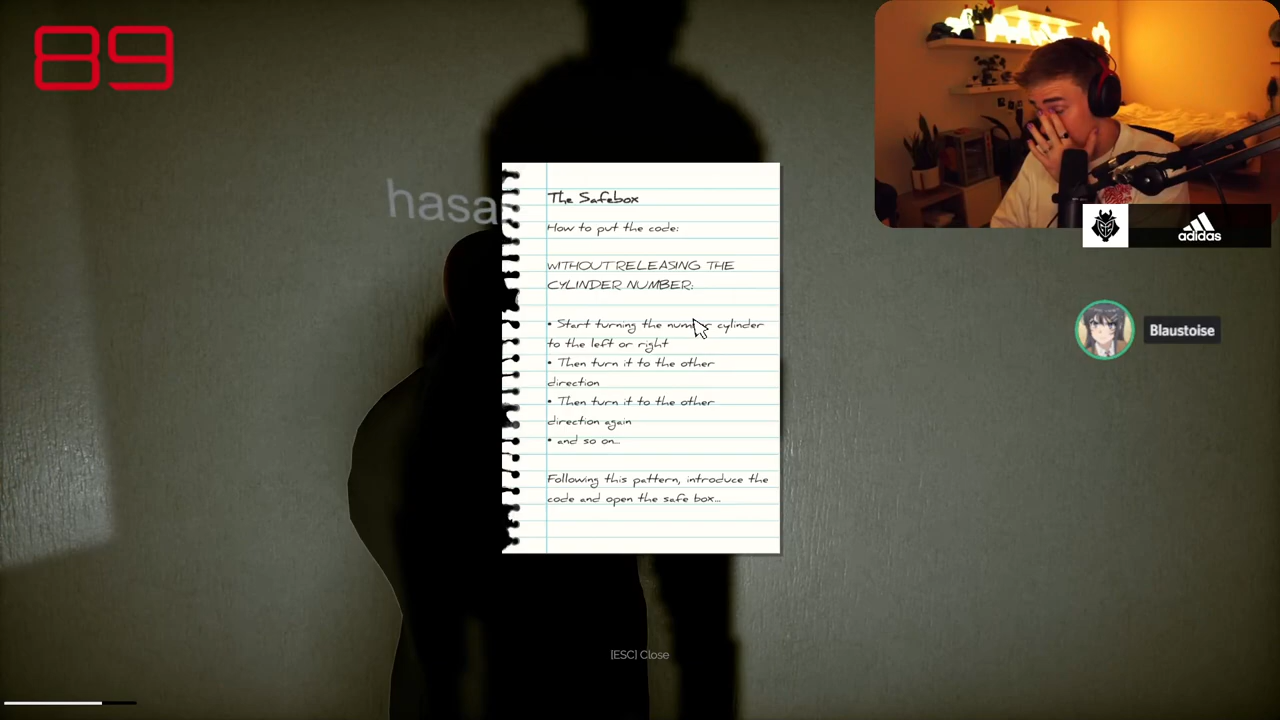 89
hasa
The Safebox
How to put the code:
WITHOUT RELEASING THE
CYLINDER NUMBER:
• Start turning the number cylinder
to the left or right
• Then turn it to the other
direction
• Then turn it to the other
direction again
• and so on...
Following this pattern, introduce the
code and open the safe box...
[ESC] Close
adidas
Blaustoise